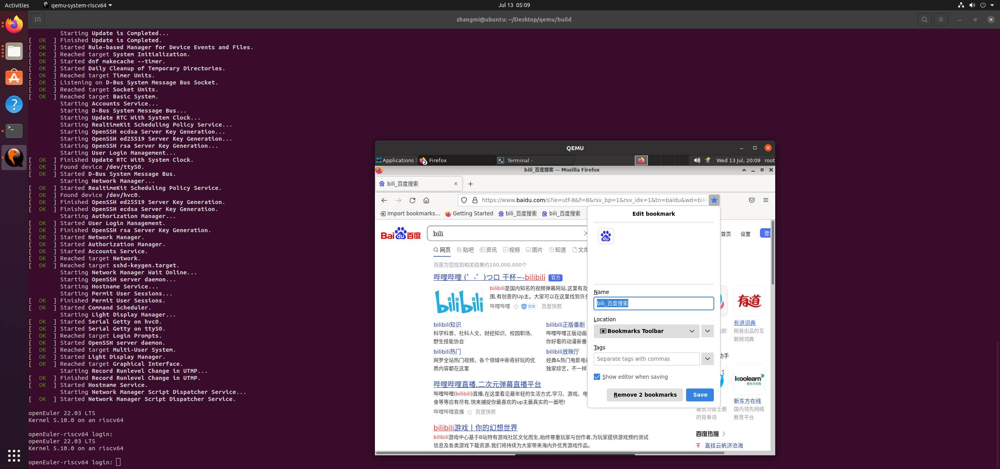 Activities
qemu-system-riscv64
Jul 13 05:09
zhangmi@ubuntu: ~/Desktop/qemu/build
Starting Update is Completed...
[ OK ] Finished Update is Completed.
[ OK ] Started Rule-based Manager for Device Events and Files.
[ OK ] Reached target System Initialization.
[ OK ] Started dnf makecache --timer.
[ OK ] Started Daily Cleanup of Temporary Directories.
[ OK ] Reached target Timer Units.
[ OK ] Listening on D-Bus System Message Bus Socket.
[ OK ] Reached target Socket Units.
[ OK ] Reached target Basic System.
Starting Accounts Service...
Starting D-Bus System Message Bus...
Starting Update RTC With System Clock...
Starting RealtimeKit Scheduling Policy Service...
Starting OpenSSH ecdsa Server Key Generation...
Starting OpenSSH ed25519 Server Key Generation...
Starting OpenSSH rsa Server Key Generation...
Starting User Login Management...
[ OK ] Finished Update RTC With System Clock.
[ OK ] Found device /dev/ttyS0.
[ OK ] Started D-Bus System Message Bus.
Starting Network Manager...
[ OK ] Started RealtimeKit Scheduling Policy Service.
[ OK ] Found device /dev/hvc0.
[ OK ] Finished OpenSSH ed25519 Server Key Generation.
[ OK ] Finished OpenSSH ecdsa Server Key Generation.
Starting Authorization Manager...
[ OK ] Started User Login Management.
[ OK ] Finished OpenSSH rsa Server Key Generation.
[ OK ] Started Network Manager.
[ OK ] Started Authorization Manager.
[ OK ] Started Accounts Service.
[ OK ] Reached target Network.
[ OK ] Reached target sshd-keygen.target.
Starting Network Manager Wait Online...
Starting OpenSSH server daemon...
Starting Hostname Service...
Starting Permit User Sessions...
[ OK ] Finished Permit User Sessions.
[ OK ] Started Command Scheduler.
Starting Light Display Manager...
[ OK ] Started Serial Getty on hvc0.
[ OK ] Started Serial Getty on ttyS0.
[ OK ] Reached target Login Prompts.
[ OK ] Started OpenSSH server daemon.
[ OK ] Reached target Multi-User System.
[ OK ] Started Light Display Manager.
[ OK ] Reached target Graphical Interface.
Starting Record Runlevel Change in UTMP...
[ OK ] Finished Record Runlevel Change in UTMP.
[ OK ] Started Hostname Service.
Starting Network Manager Script Dispatcher Service...
[ OK ] Started Network Manager Script Dispatcher Service.
openEuler 22.03 LTS
Kernel 5.10.0 on an riscv64
openEuler-riscv64 login:
openEuler 22.03 LTS
Kernel 5.10.0 on an riscv64
openEuler-riscv64 login:
QEMU
Applications
2
Firefox
Terminal -
Wed 13 Jul, 20:09
root
bili_百度搜索 — Mozilla Firefox
bili_百度搜索
https://www.baidu.com/s?ie=utf-8&f=8&rsv_bp=1&rsv_idx=1&tn=baidu&wd=bili
Import bookmarks...
Getting Started
bili_百度搜索
bili_百度搜索
Bai du 百度
bili
首页
设置
登
网页 贴吧 资讯 视频 图片 知道 文库
百度为您找到相关结果约100,000,000个
哔哩哔哩 (゜-゜)つロ 干杯~-bilibili 官方
bilibili
bilibili是国内知名的视频弹幕网站,这里有及
围,有创意的Up主。大家可以在这里找到许多
哔哩哔哩 保障 百度快照
bilibili知识
科学科普、社科人文、财经知识、校园职场、
野生技能协会
bilibili正版番剧
哔哩哔哩正版动画
你好看的动漫新番
bilibili热门
网罗全站热门视频，各个领域中新奇好玩的优
质内容都在这里
bilibili放映厅
经典&热门电影电视
独家综艺，不一样
哔哩哔哩直播,二次元弹幕直播平台
哔哩哔哩(bilibili)直播,在这里看见最年轻的生活方式,学习、游戏、电
食等等应有尽有,快来捕捉你最喜欢的up主最真实的一面吧!
哔哩哔哩直播 百度快照
bilibili游戏丨你的幻想世界
bilibili游戏中心基于B站特有游戏社区文化而生,始终尊重玩家与创作者,为玩家提供游戏预约测试
信息及各类游戏下载资源,我们将持续为大家带来海内外优秀游戏作品。
Edit bookmark
du
Name
bili_百度搜索
Location
Bookmarks Toolbar
Tags
Separate tags with commas
Show editor when saving
Remove 2 bookmarks
Save
有道
有道词典
网易出品的互
联网词典
即
助手
koolearn
新东方在线
新东方在线
国内领先网络
教育平台
的背单词
百度热搜
直挂云帆济沧海